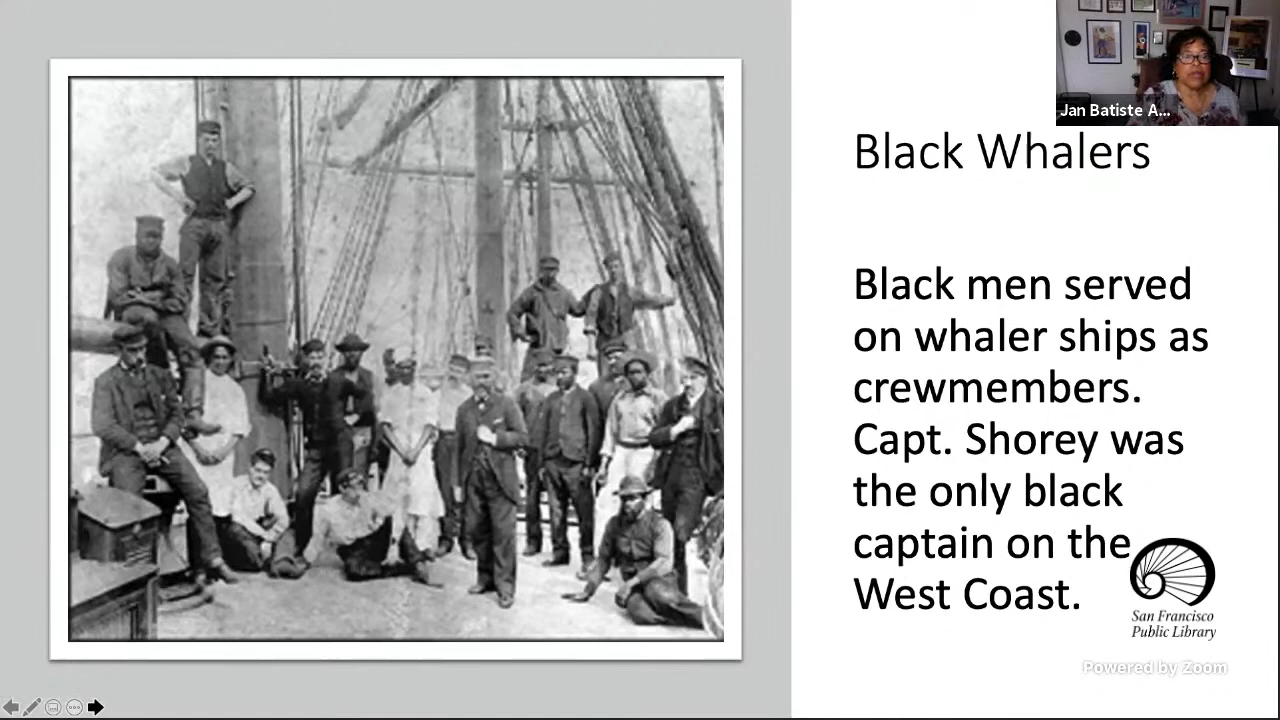 Jan Batiste A...
Black Whalers
Black men served
on whaler ships as
crewmembers.
Capt. Shorey was
the only black
captain on the
West Coast.
San Francisco
Public Library
Powered by Zoom